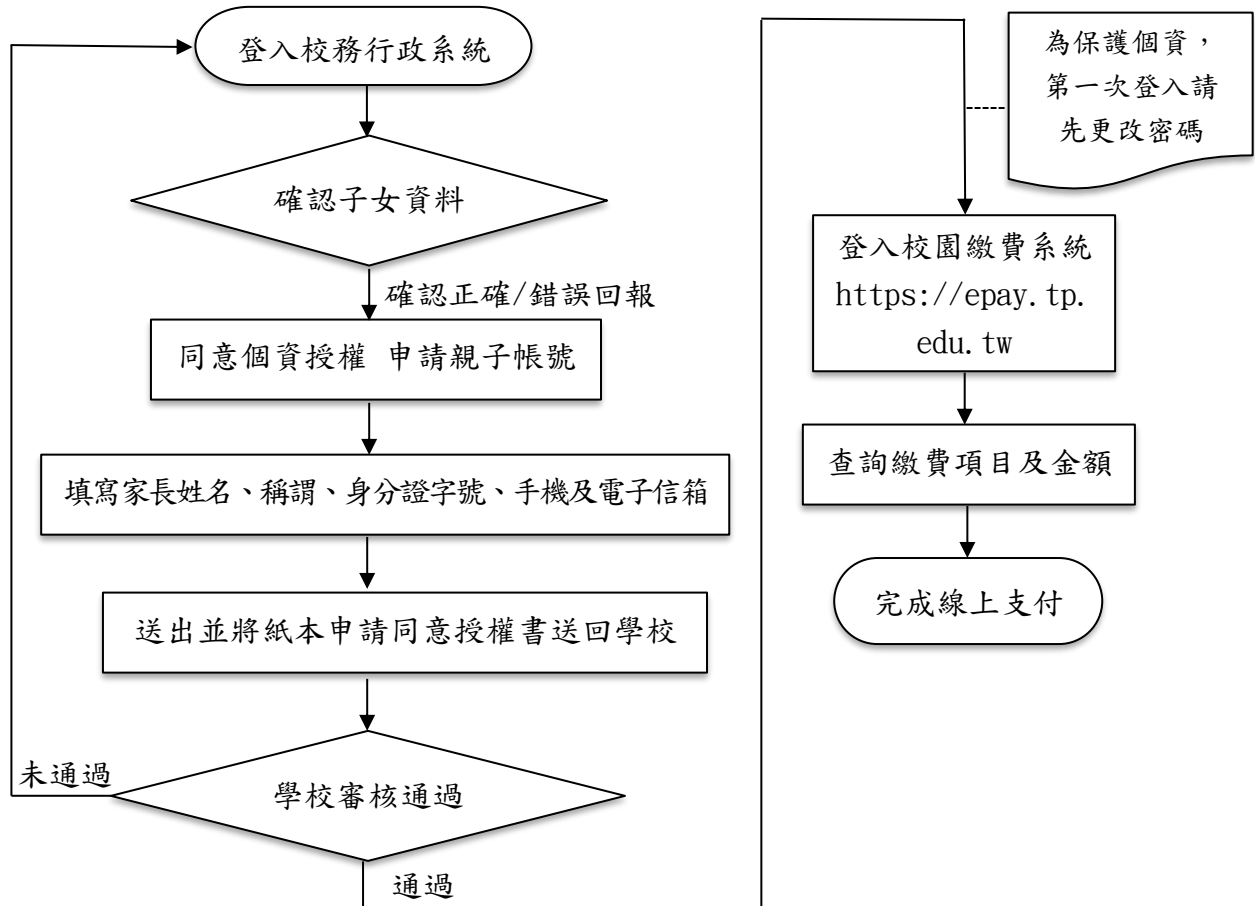 登入校務行政系統
確認子女資料
確認正確/錯誤回報
同意個資授權 申請親子帳號
填寫家長姓名、稱謂、身分證字號、手機及電子信箱
送出並將紙本申請同意授權書送回學校
學校審核通過
未通過
通過
為保護個資，
第一次登入請
先更改密碼
登入校園繳費系統
https://epay.tp.
edu.tw
查詢繳費項目及金額
完成線上支付